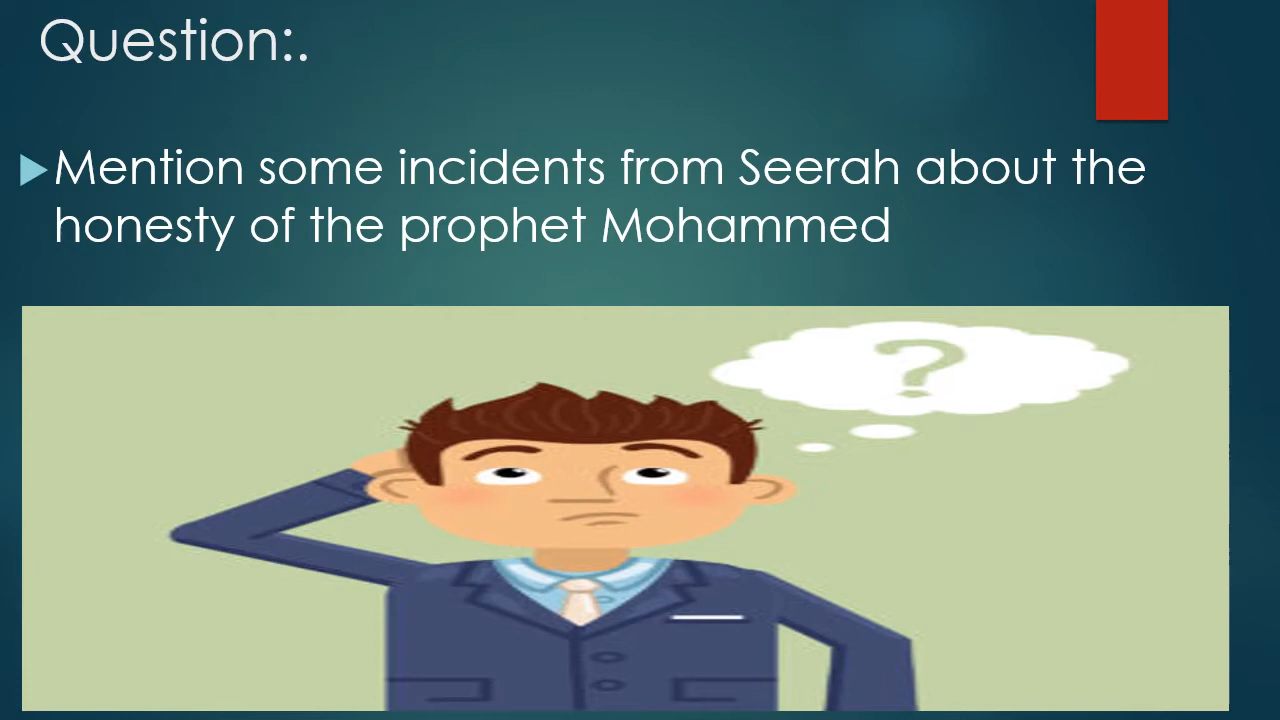 Question:.
Mention some incidents from Seerah about the
honesty of the prophet Mohammed
?